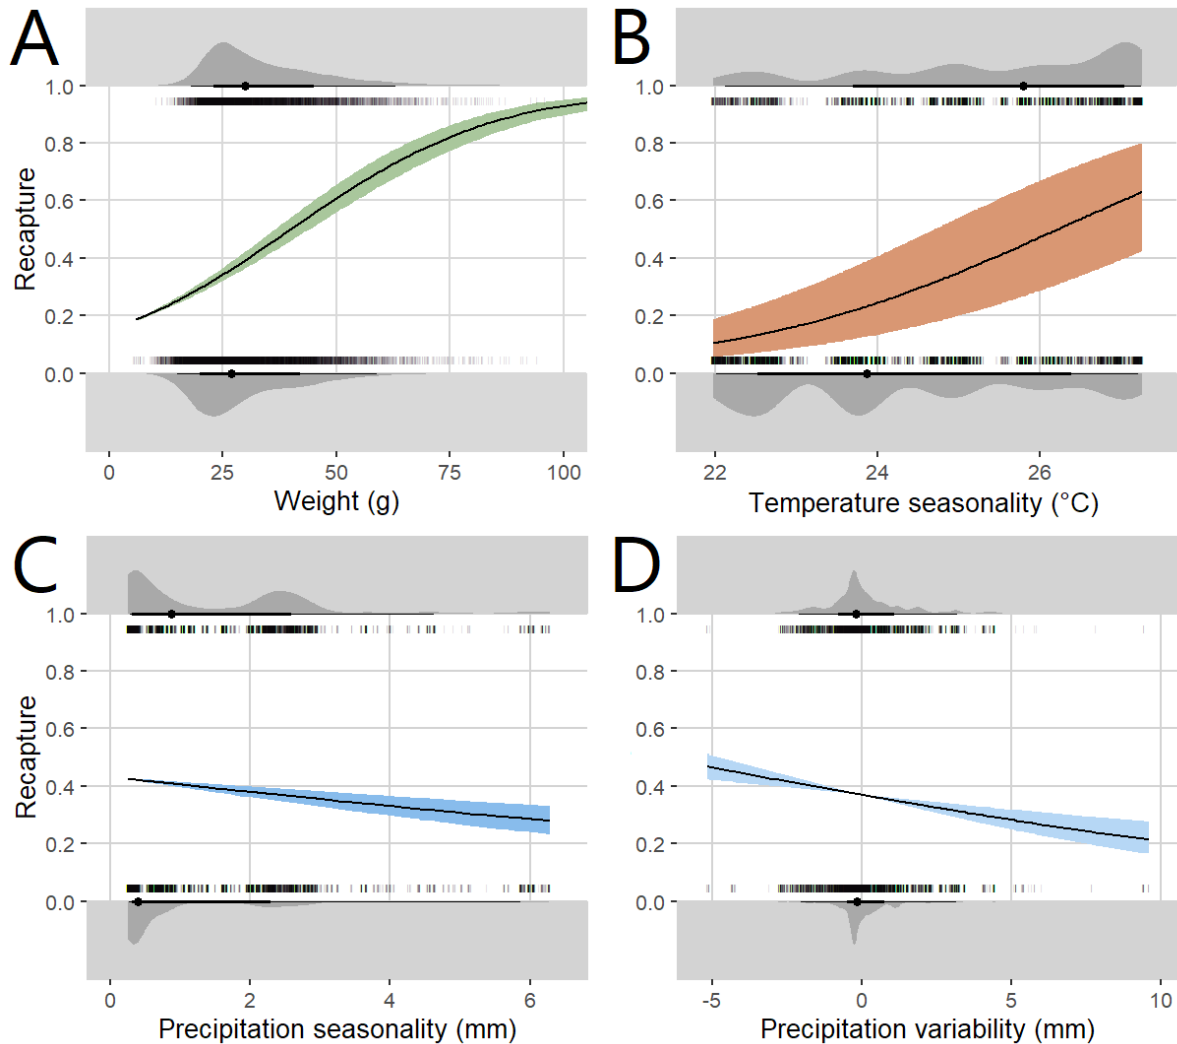 A
1.0
0.8
0.6
0.4
0.2
0.0
Recapture
0 25 50 75 100
Weight (g)
B
1.0
0.8
0.6
0.4
0.2
0.0
22 24 26
Temperature seasonality (°C)
C
1.0
0.8
0.6
0.4
0.2
0.0
Recapture
0 2 4 6
Precipitation seasonality (mm)
D
1.0
0.8
0.6
0.4
0.2
0.0
-5 0 5 10
Precipitation variability (mm)